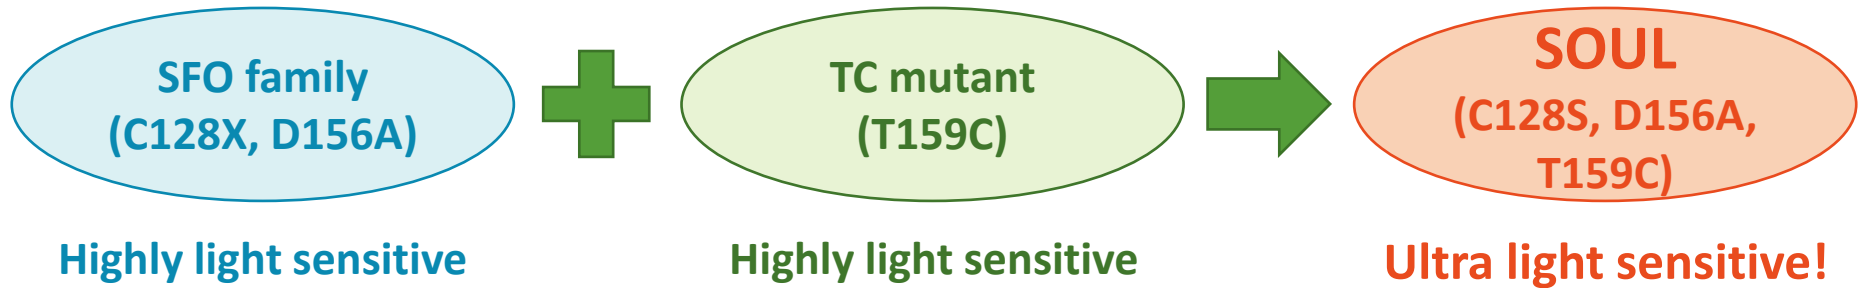 SFO family
(C128X, D156A)
Highly light sensitive
TC mutant
(T159C)
Highly light sensitive
SOUL
(C128S, D156A,
T159C)
Ultra light sensitive!